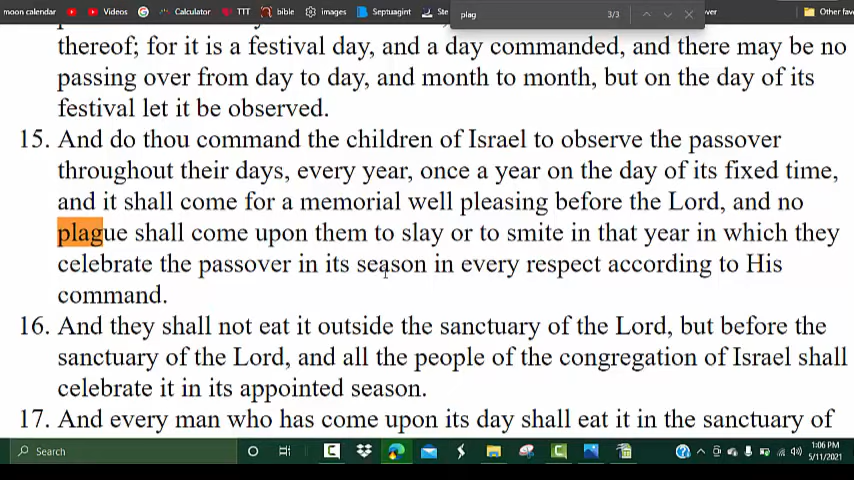 moon calendar Videos Calculator TTT bible images Septuagint Ste plag 3/3 over Other fav
thereof; for it is a festival day, and a day commanded, and there may be no
passing over from day to day, and month to month, but on the day of its
festival let it be observed.
15. And do thou command the children of Israel to observe the passover
throughout their days, every year, once a year on the day of its fixed time,
and it shall come for a memorial well pleasing before the Lord, and no
plague shall come upon them to slay or to smite in that year in which they
celebrate the passover in its season in every respect according to His
command.
16. And they shall not eat it outside the sanctuary of the Lord, but before the
sanctuary of the Lord, and all the people of the congregation of Israel shall
celebrate it in its appointed season.
17. And every man who has come upon its day shall eat it in the sanctuary of
Search
1:06 PM
5/11/2021